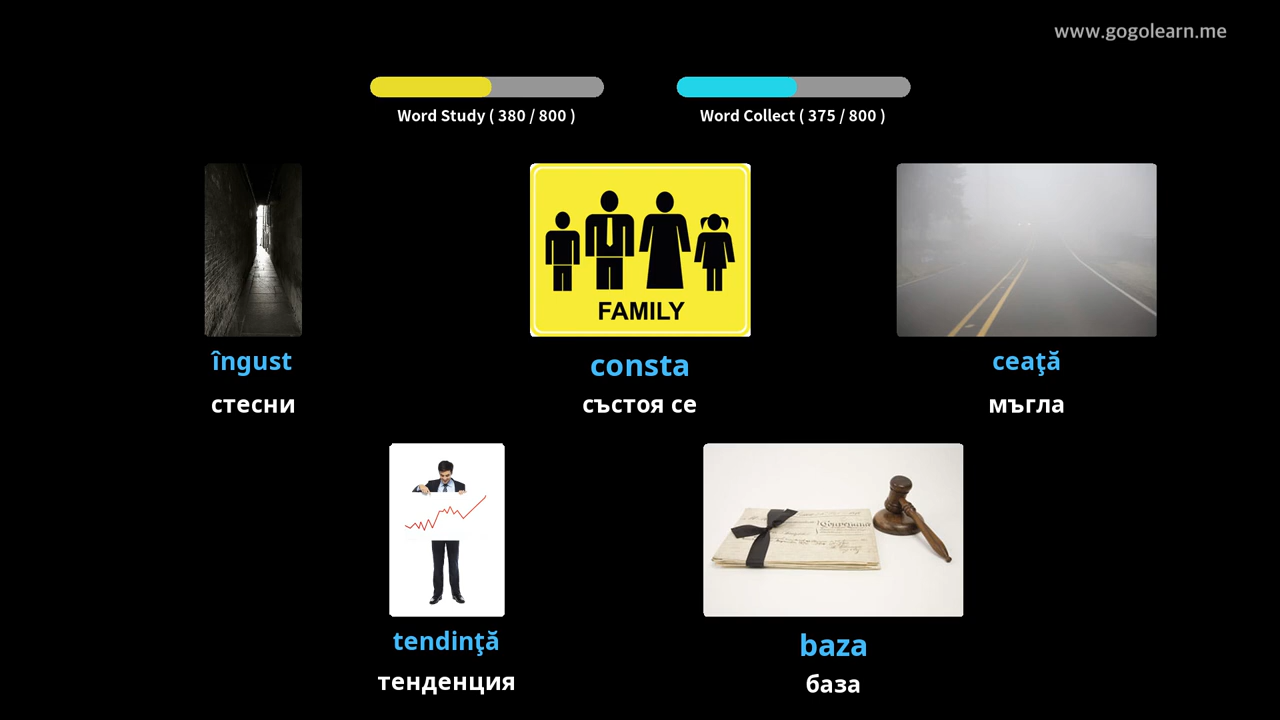 www.gogolearn.me
Word Study ( 380 / 800 )
Word Collect ( 375 / 800 )
FAMILY
îngust
consta
ceaţă
стесни
състоя се
мъгла
tendinţă
baza
тенденция
база